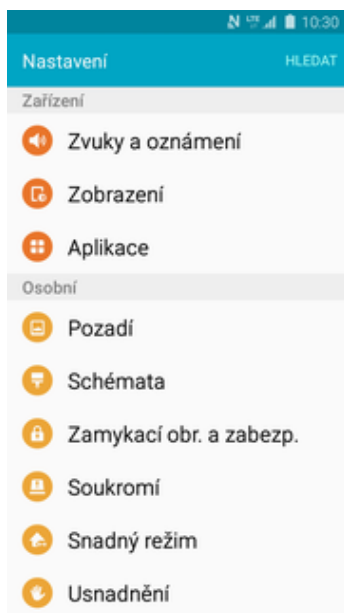 10:30
Nastavení HLEDAT
Zařízení
Zvuky a oznámení
Zobrazení
Aplikace
Osobní
Pozadí
Schémata
Zamykací obr. a zabezp.
Soukromí
Snadný režim
Usnadnění